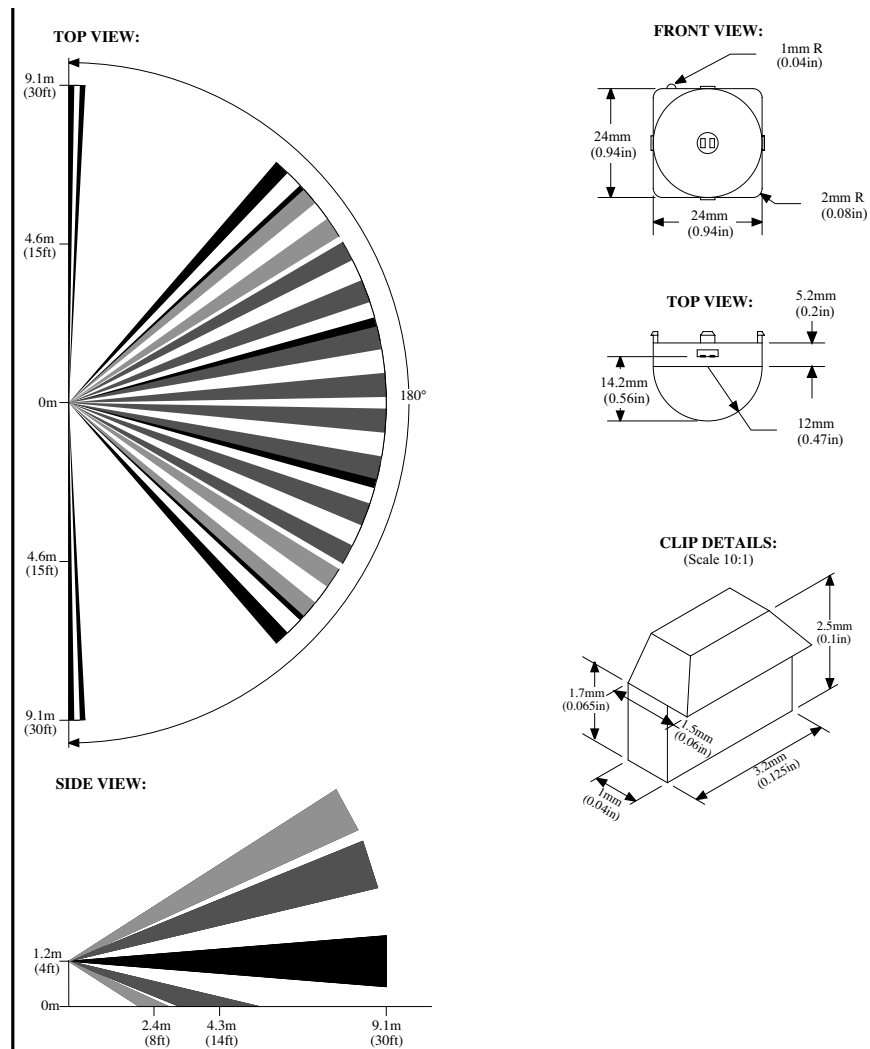 TOP VIEW:
9.1m
(30ft)
4.6m
(15ft)
0m
180°
4.6m
(15ft)
9.1m
(30ft)
SIDE VIEW:
1.2m
(4ft)
0m
2.4m
(8ft)
4.3m
(14ft)
9.1m
(30ft)
FRONT VIEW:
1mm R
(0.04in)
24mm
(0.94in)
2mm R
(0.08in)
24mm
(0.94in)
TOP VIEW:
5.2mm
(0.2in)
14.2mm
(0.56in)
12mm
(0.47in)
CLIP DETAILS:
(Scale 10:1)
2.5mm
(0.1in)
1.7mm
(0.065in)
1.5mm
(0.06in)
3.2mm
(0.125in)
1mm
(0.04in)